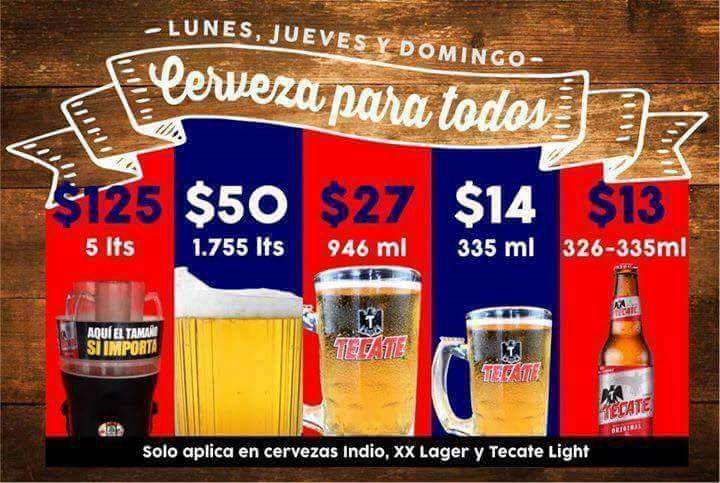 LUNES, JUEVES Y DOMINGO
Cerveza para todos
$125
5 lts
$50
1.755 lts
$27
946 ml
$14
335 ml
$13
326-335ml
AQUÍ EL TAMAÑO
SI IMPORTA
T
TECATE
T
TECATE
TECATE
TECATE
ORIGINAL
Solo aplica en cervezas Indio, XX Lager y Tecate Light